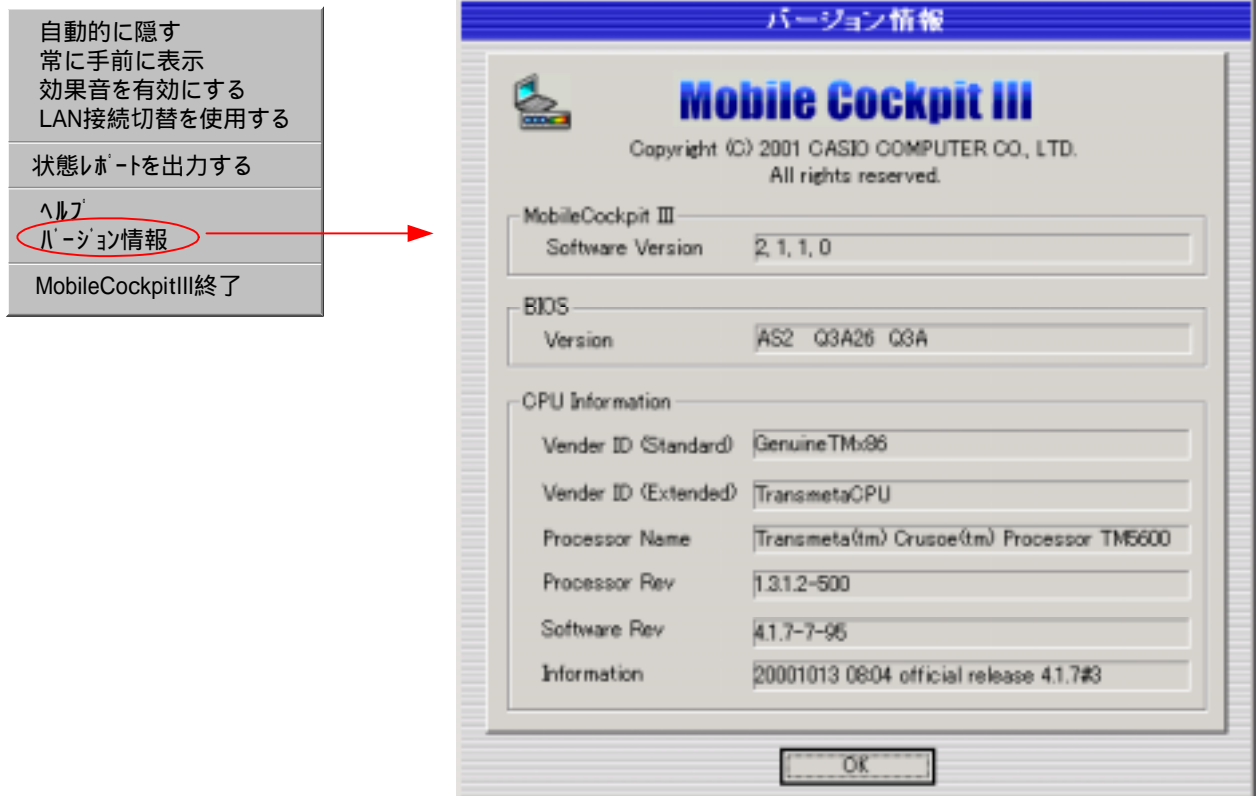 自動的に隠す
常に手前に表示
効果音を有効にする
LAN接続切替を使用する
状態ﾚﾎﾟｰﾄを出力する
ﾍﾙﾌﾟ
ﾊﾞｰｼﾞｮﾝ情報
MobileCockpitIII終了
バージョン情報
Mobile Cockpit III
Copyright (C) 2001 CASIO COMPUTER CO., LTD.
All rights reserved.
MobileCockpit Ⅲ
Software Version 2, 1, 1, 0
BIOS
Version AS2 Q3A26 Q3A
CPU Information
Vender ID (Standard) GenuineTMx86
Vender ID (Extended) TransmetaCPU
Processor Name Transmeta(tm) Crusoe(tm) Processor TM5600
Processor Rev 1.3.1.2-500
Software Rev 4.1.7-7-95
Information 20001013 08:04 official release 4.1.7#3
OK